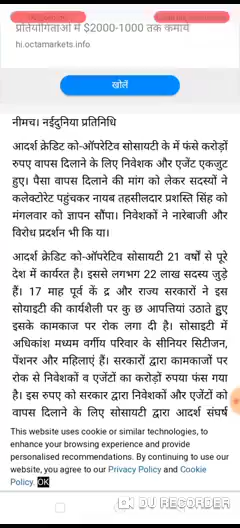 प्रतियोगिताओं में $2000-1000 तक कमायें
hi.octamarkets.info
खोलें
नीमच। नईदुनिया प्रतिनिधि
आदर्श क्रेडिट को-ऑपरेटिव सोसायटी के में फंसे करोड़ों
रुपए वापस दिलाने के लिए निवेशक और एजेंट एकजुट
हुए। पैसा वापस दिलाने की मांग को लेकर सदस्यों ने
कलेक्टोरेट पहुंचकर नायब तहसीलदार प्रशस्ति सिंह को
मंगलवार को ज्ञापन सौंपा। निवेशकों ने नारेबाजी और
विरोध प्रदर्शन भी कि या।
आदर्श क्रेडिट को-ऑपरेटिव सोसायटी 21 वर्षों से पूरे
देश में कार्यरत है। इससे लगभग 22 लाख सदस्य जुड़े
हैं। 17 माह पूर्व कें द्र और राज्य सरकारों ने इस
सोयाइटी की कार्यशैली पर कु छ आपत्तियां उठाते हुए
इसके कामकाज पर रोक लगा दी है। सोसाइटी में
अधिकांश मध्यम वर्गीय परिवार के सीनियर सिटीजन,
पेंशनर और महिलाएं हैं। सरकारों द्वारा कामकाजों पर
रोक से निवेशकों व एजेंटों का करोड़ों रुपया फंस गया
है। इस रुपए को सरकार द्वारा निवेशकों और एजेंटों को
वापस दिलाने के लिए सोसायटी द्वारा आदर्श संघर्ष
This website uses cookie or similar technologies, to
enhance your browsing experience and provide
personalised recommendations. By continuing to use our
website, you agree to our Privacy Policy and Cookie
Policy. OK
DU RECORDER